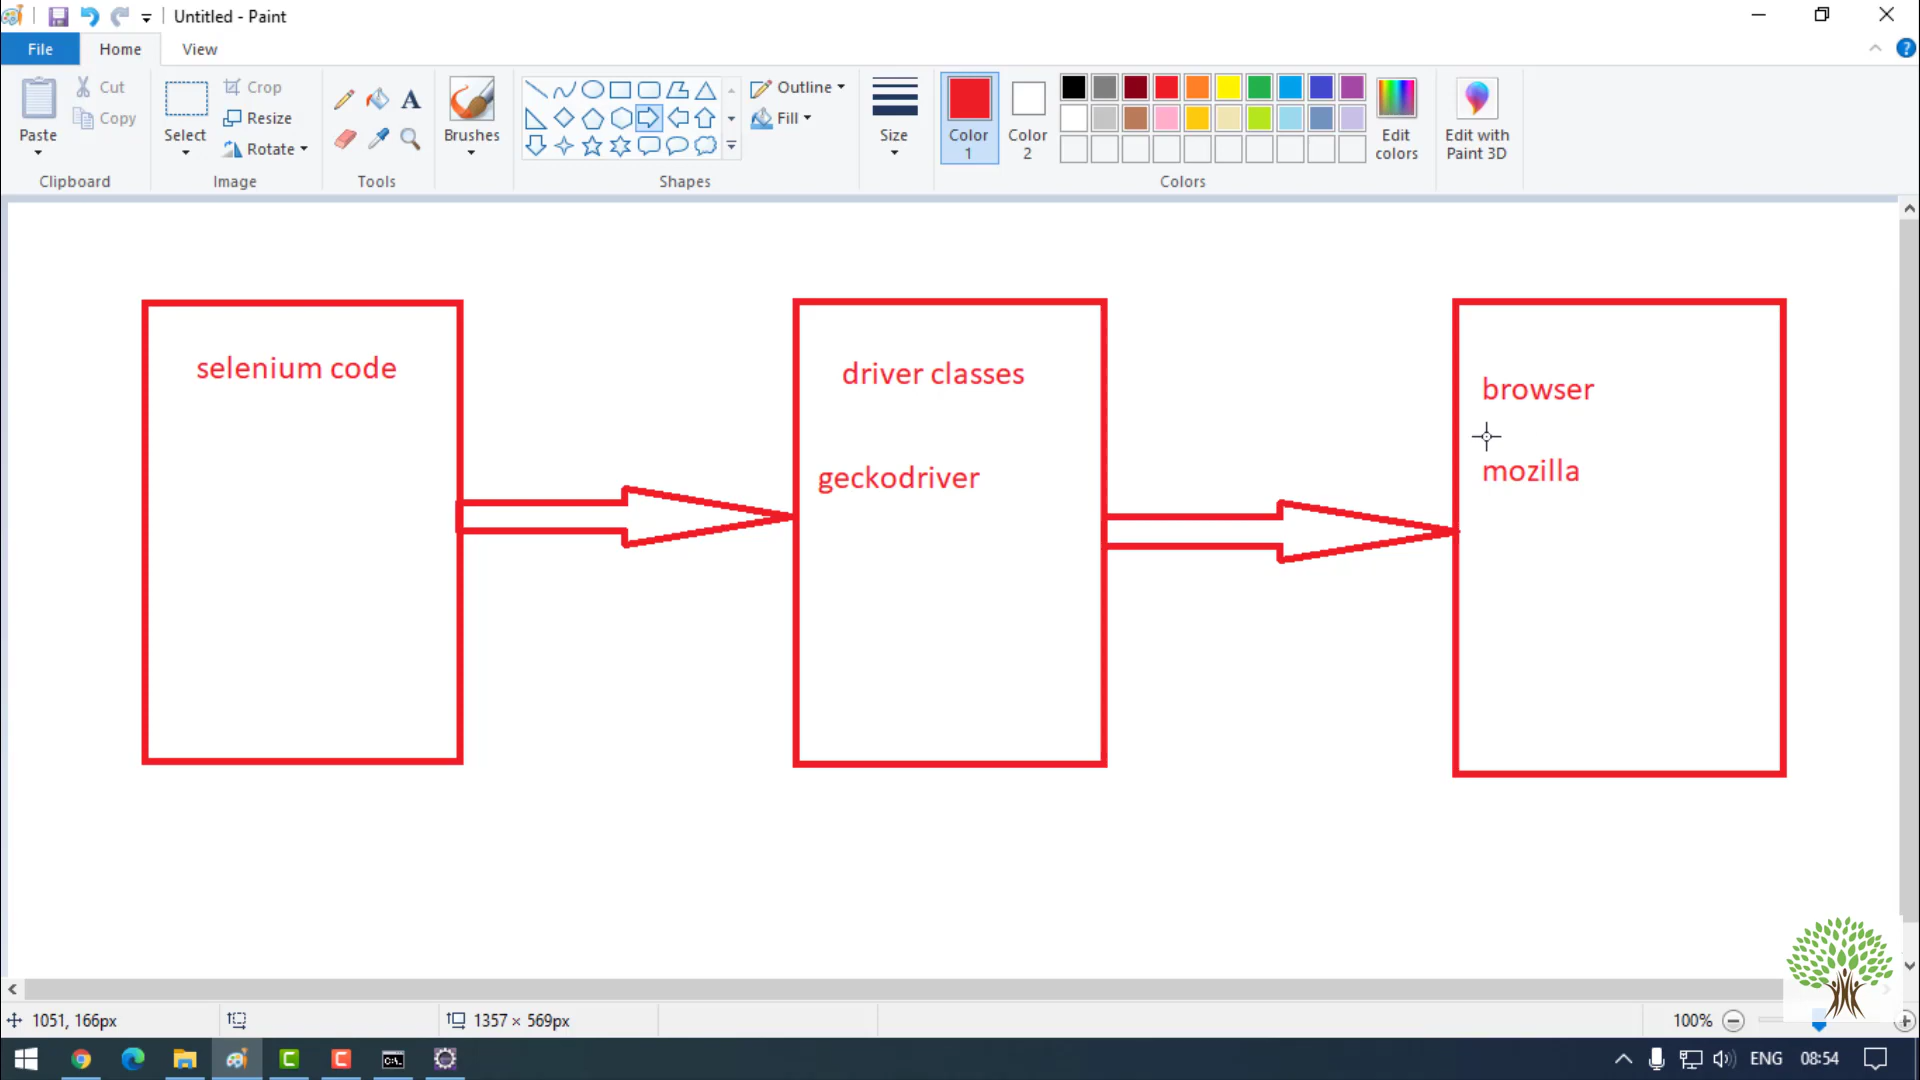 Untitled - Paint
File Home View
Paste
Cut
Copy
Clipboard
Select
Crop
Resize
Rotate
Image
Tools
Brushes
Outline
Fill
Shapes
Size
Color 1
Color 2
Colors
Edit colors
Edit with Paint 3D
selenium code
driver classes
geckodriver
browser
mozilla
1051, 166px
1357 × 569px
100%
ENG 08:54